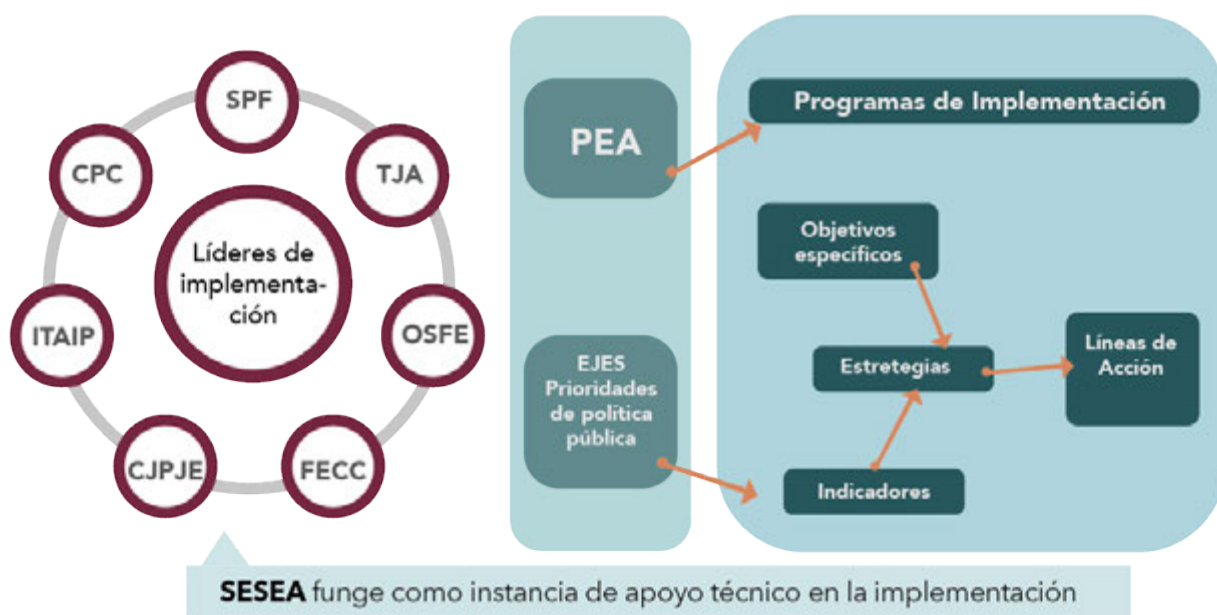 SPF
CPC
TJA
Líderes de
implementa-
ción
ITAIP
OSFE
CJPJE
FECC
PEA
EJES
Prioridades
de política
pública
Programas de Implementación
Objetivos
específicos
Estretegias
Líneas de
Acción
Indicadores
SESEA funge como instancia de apoyo técnico en la implementación